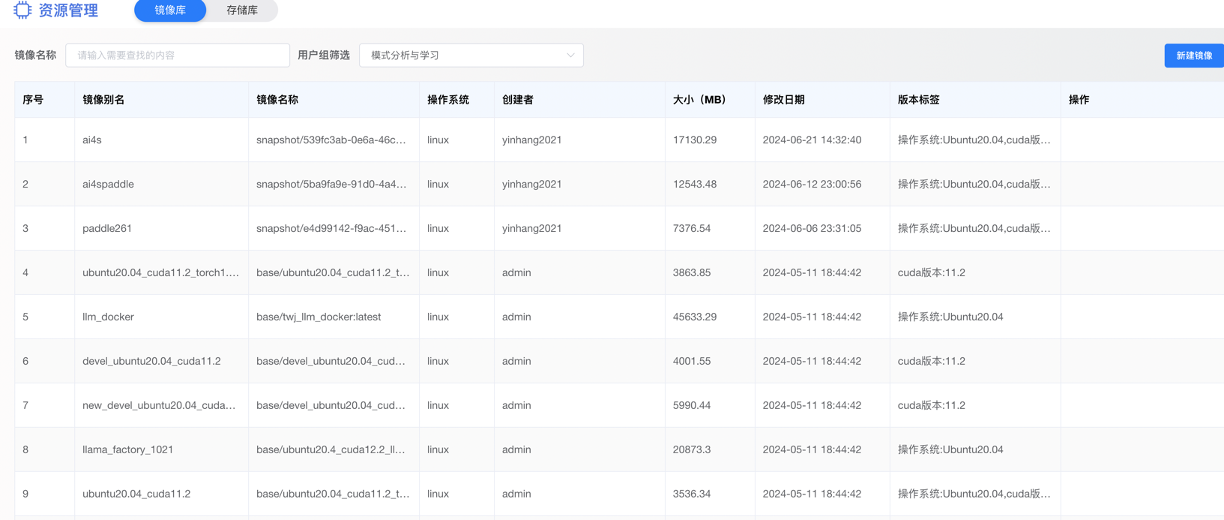 资源管理 镜像库 存储库
镜像名称 请输入需要查找的内容 用户组筛选 模式分析与学习 新建镜像
序号 镜像别名 镜像名称 操作系统 创建者 大小（MB） 修改日期 版本标签 操作
1 ai4s snapshot/539fc3ab-0e6a-46c... linux yinhang2021 17130.29 2024-06-21 14:32:40 操作系统:Ubuntu20.04,cuda版...
2 ai4spaddle snapshot/5ba9fa9e-91d0-4a4... linux yinhang2021 12543.48 2024-06-12 23:00:56 操作系统:Ubuntu20.04,cuda版...
3 paddle261 snapshot/e4d99142-f9ac-451... linux yinhang2021 7376.54 2024-06-06 23:31:05 操作系统:Ubuntu20.04,cuda版...
4 ubuntu20.04_cuda11.2_torch1.... base/ubuntu20.04_cuda11.2_t... linux admin 3863.85 2024-05-11 18:44:42 cuda版本:11.2
5 llm_docker base/twj_llm_docker:latest linux admin 45633.29 2024-05-11 18:44:42 操作系统:Ubuntu20.04
6 devel_ubuntu20.04_cuda11.2 base/devel_ubuntu20.04_cud... linux admin 4001.55 2024-05-11 18:44:42 cuda版本:11.2
7 new_devel_ubuntu20.04_cuda... base/devel_ubuntu20.04_cud... linux admin 5990.44 2024-05-11 18:44:42 cuda版本:11.2
8 llama_factory_1021 base/ubuntu20.4_cuda12.2_ll... linux admin 20873.3 2024-05-11 18:44:42 操作系统:Ubuntu20.04
9 ubuntu20.04_cuda11.2 base/ubuntu20.04_cuda11.2_t... linux admin 3536.34 2024-05-11 18:44:42 操作系统:Ubuntu20.04,cuda版...